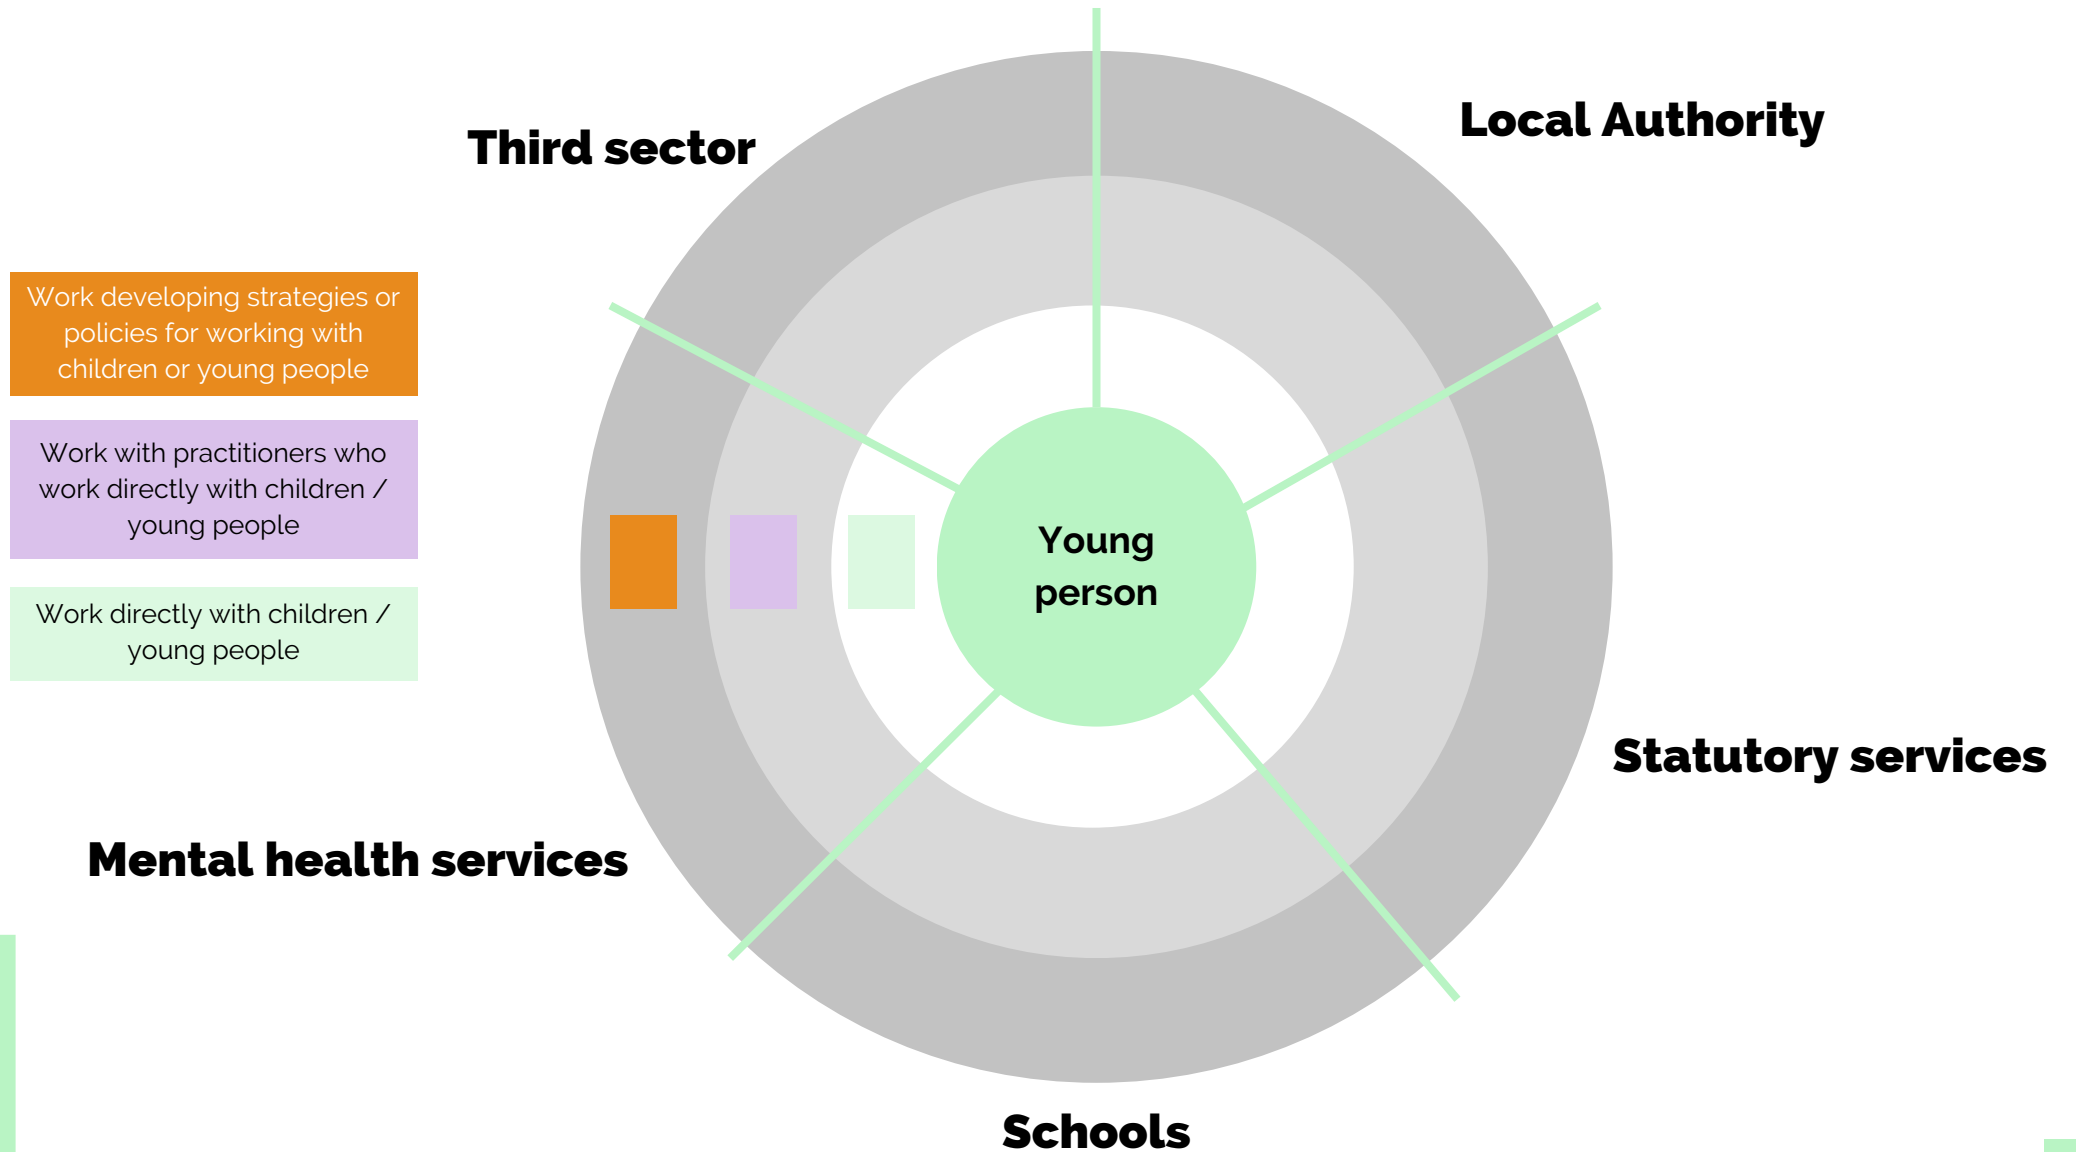 Local Authority
Third sector
Work developing strategies or
policies for working with
children or young people
Work with practitioners who
work directly with children /
young people
Work directly with children /
young people
Young
person
Statutory services
Mental health services
Schools